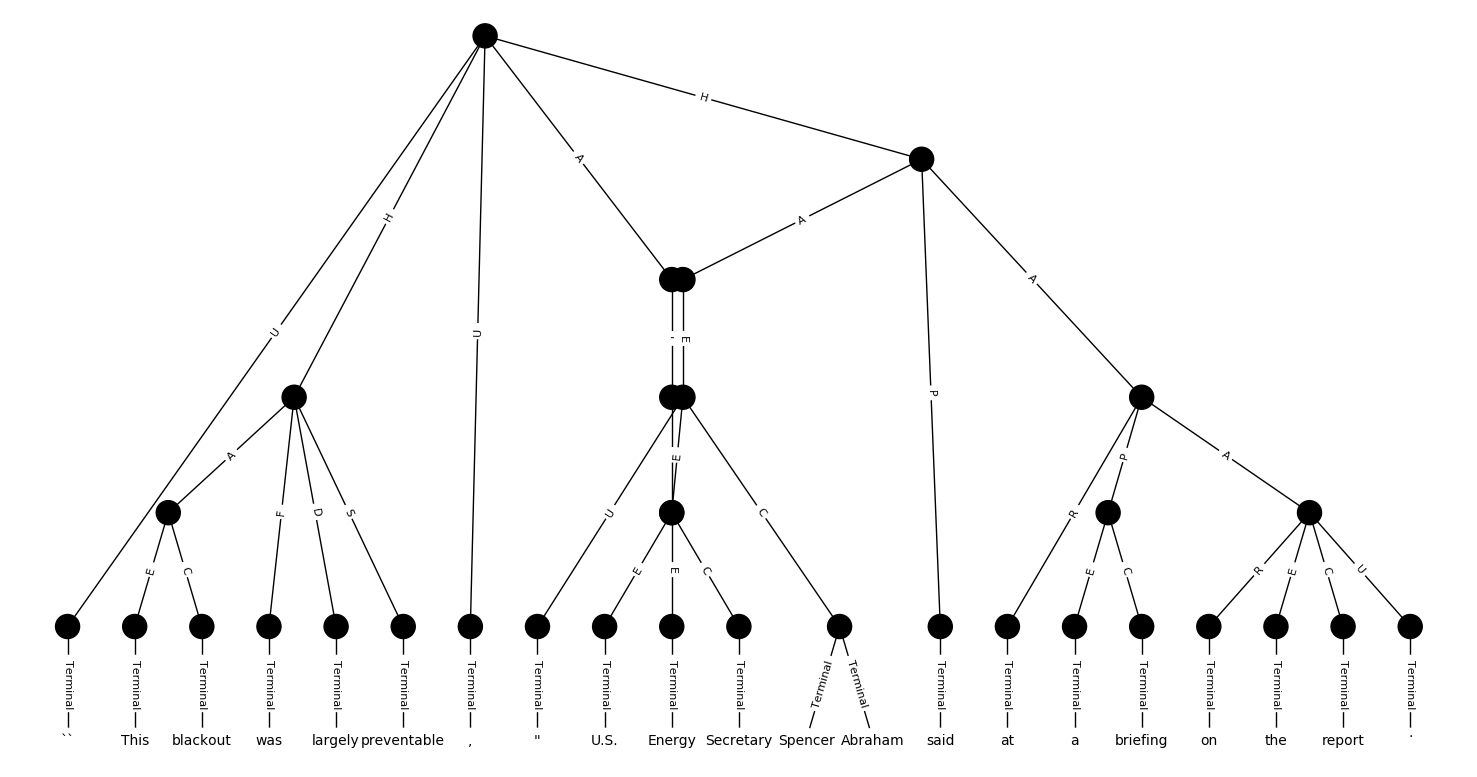 H
A
H
A
U
A
U
E
P
A
F
D
S
E
P
A
E
C
U
C
R
E
E
C
E
C
R
E
C
U
Terminal Terminal Terminal Terminal Terminal Terminal Terminal Terminal Terminal Terminal Terminal Terminal Terminal Terminal Terminal Terminal Terminal Terminal Terminal Terminal Terminal
`` This blackout was largely preventable , " U.S. Energy Secretary Spencer Abraham said at a briefing on the report .